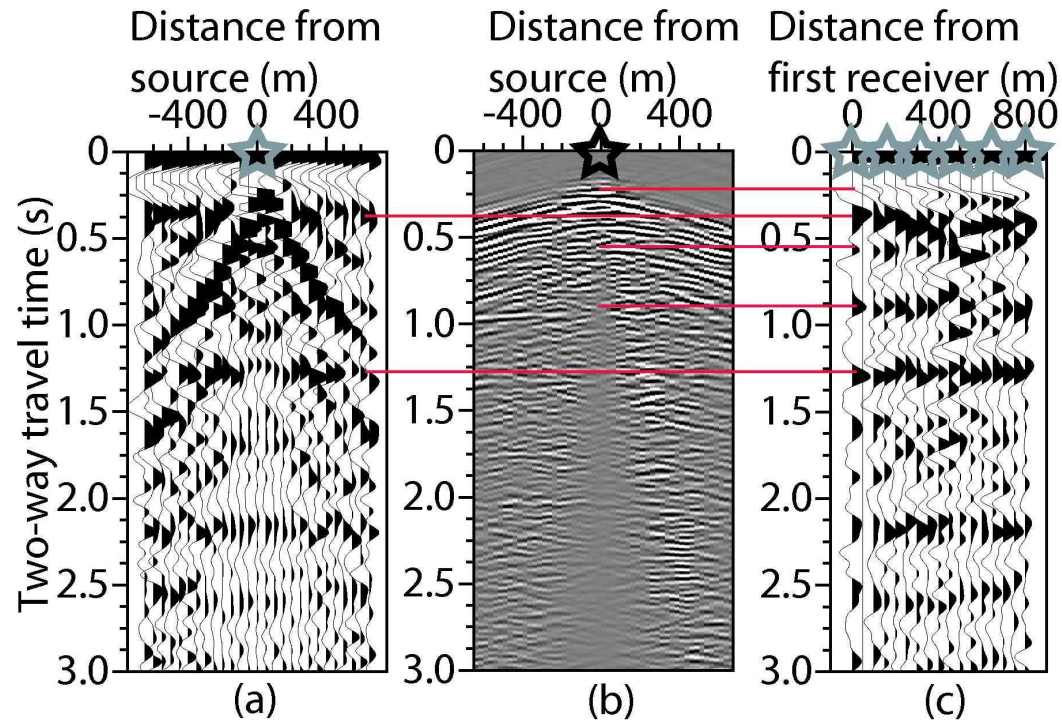 Distance from
source (m)
-400 0 400
Distance from
source (m)
-400 0 400
Distance from
first receiver (m)
0 400 800
Two-way travel time (s)
0
0.5
1.0
1.5
2.0
2.5
3.0
0
0.5
1.0
1.5
2.0
2.5
3.0
0
0.5
1.0
1.5
2.0
2.5
3.0
(a)
(b)
(c)